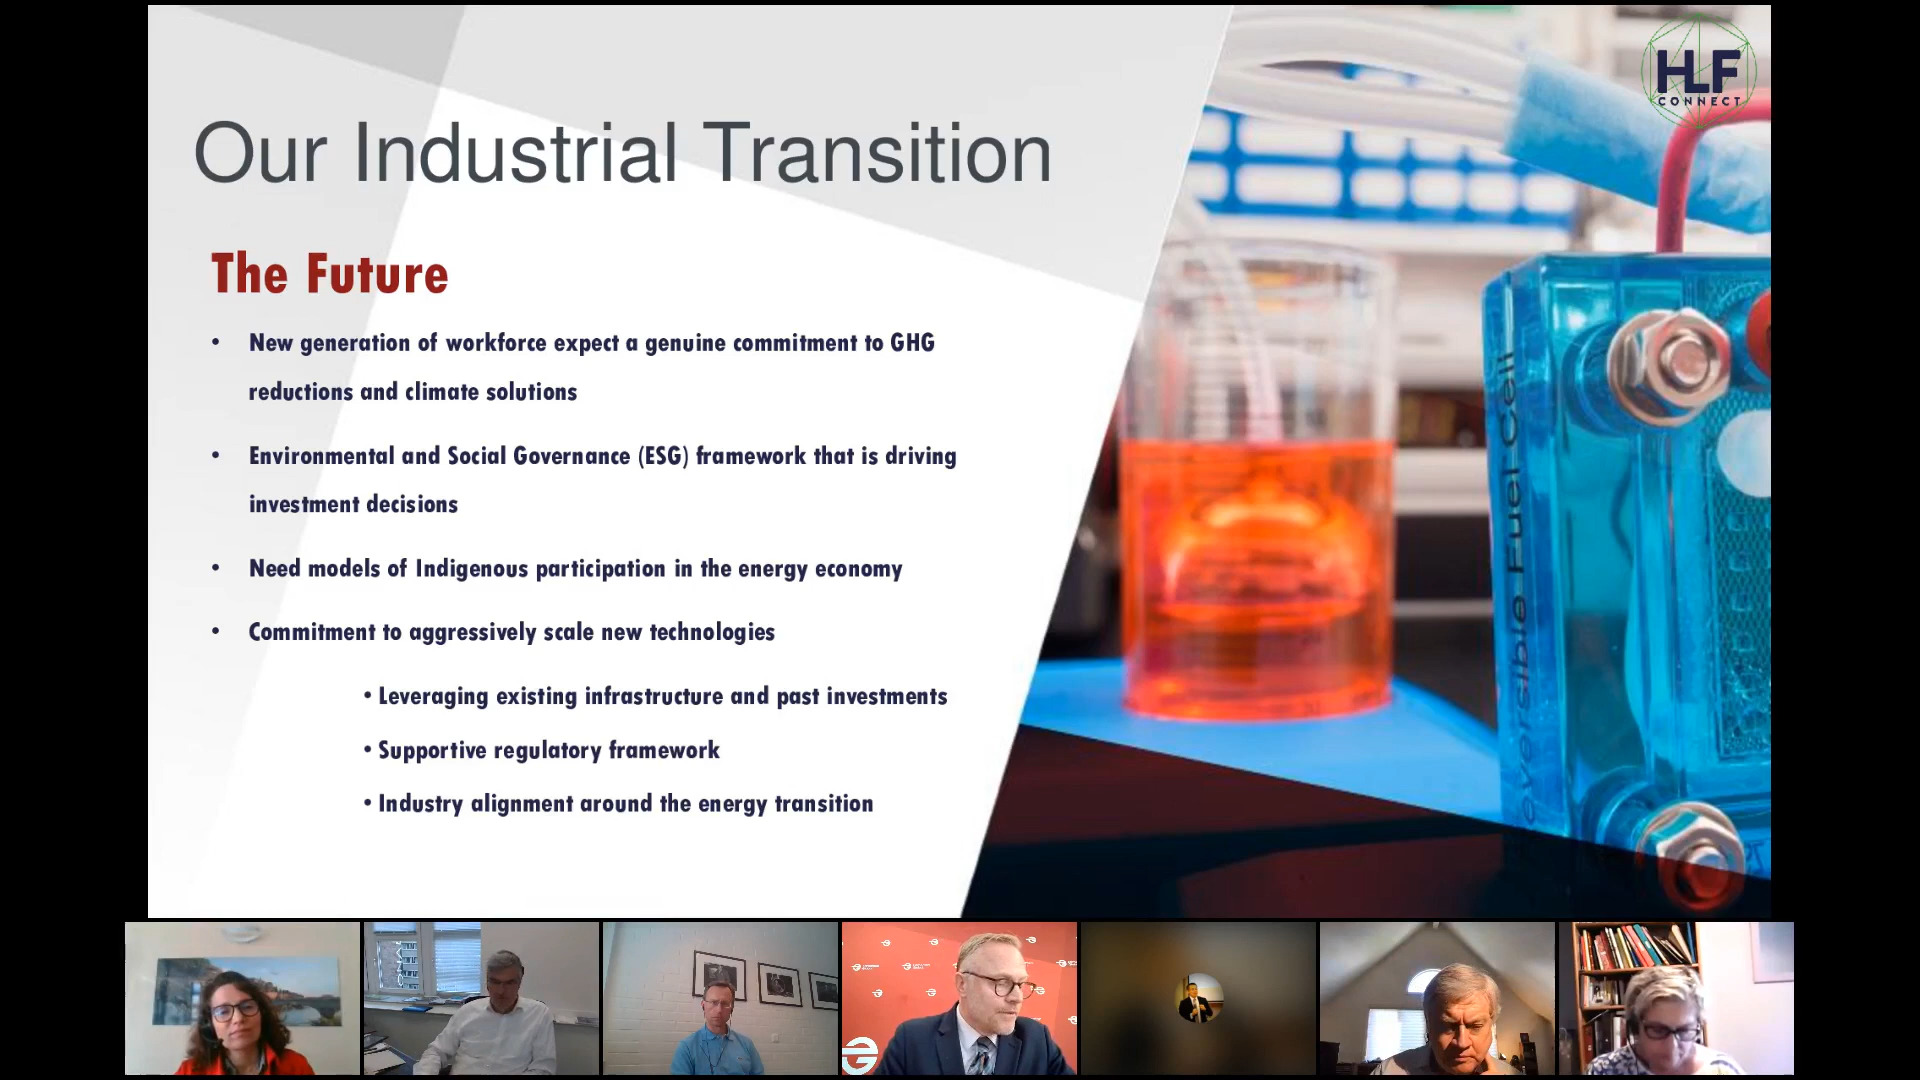 HLF
CONNECT
Our Industrial Transition
The Future
• New generation of workforce expect a genuine commitment to GHG
reductions and climate solutions
• Environmental and Social Governance (ESG) framework that is driving
investment decisions
• Need models of Indigenous participation in the energy economy
• Commitment to aggressively scale new technologies
• Leveraging existing infrastructure and past investments
• Supportive regulatory framework
• Industry alignment around the energy transition
Fuel Cell